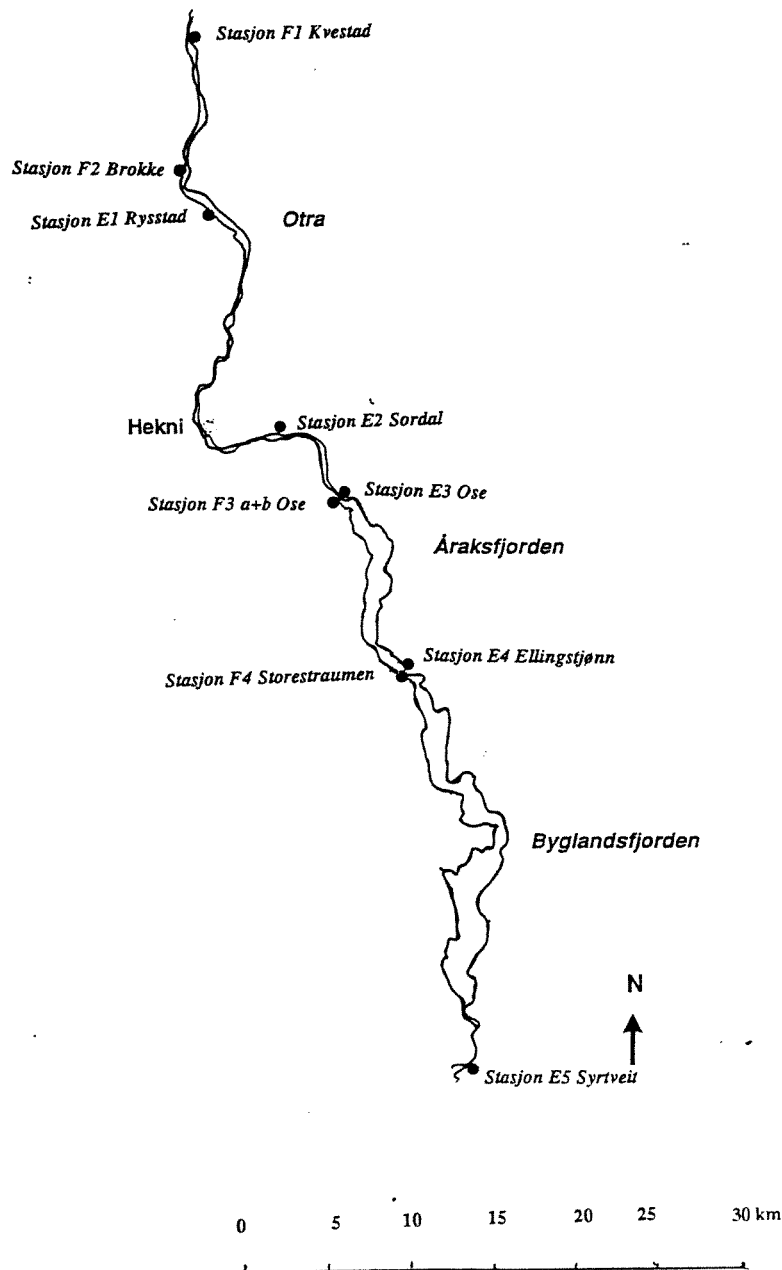 Stasjon F1 Kvestad
Stasjon F2 Brokke
Stasjon E1 Rysstad
Otra
Hekni
Stasjon E2 Sordal
Stasjon E3 Ose
Stasjon F3 a+b Ose
Åraksfjorden
Stasjon E4 Ellingstjønn
Stasjon F4 Storestraumen
Byglandsfjorden
N
Stasjon E5 Syrtveit
0 5 10 15 20 25 30 km